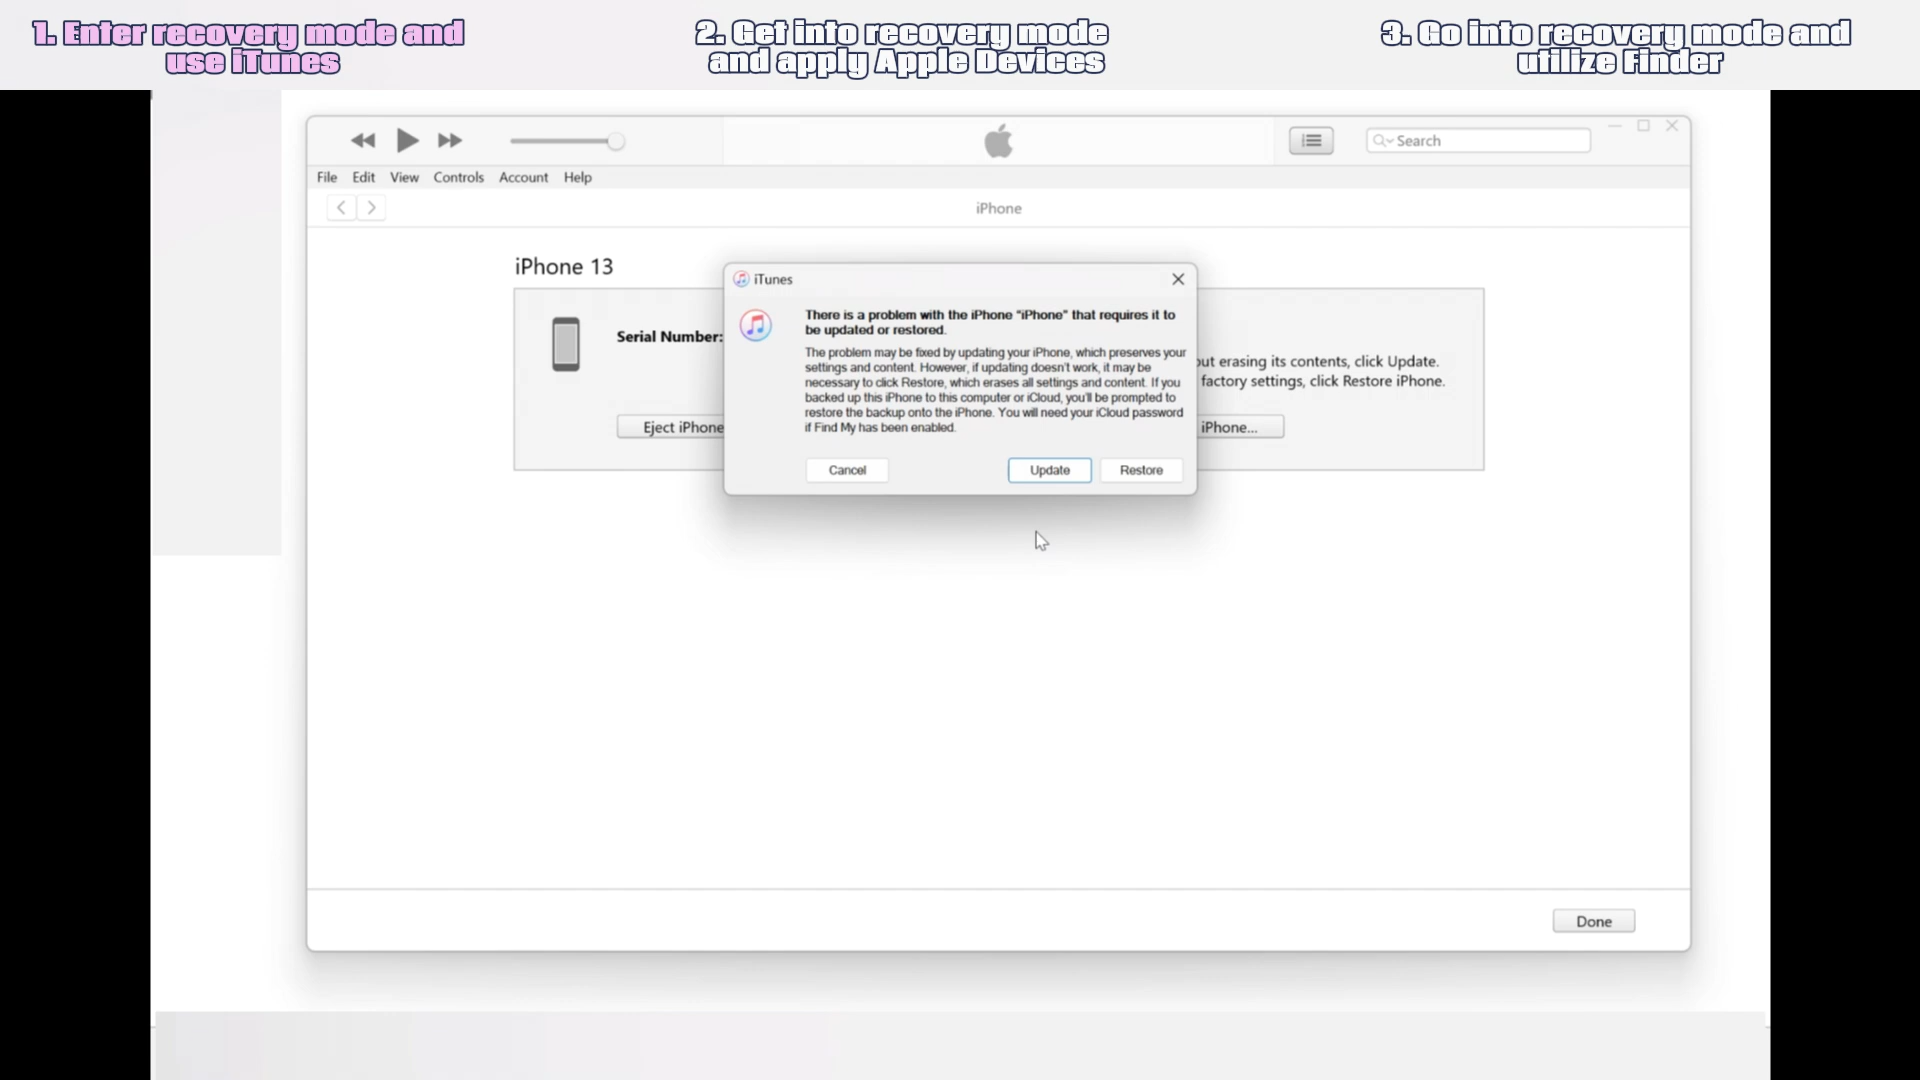 1. Enter recovery mode and
use iTunes
2. Get into recovery mode
and apply Apple Devices
3. Go into recovery mode and
utilize Finder
Search
File Edit View Controls Account Help
iPhone
iPhone 13
iTunes
There is a problem with the iPhone “iPhone” that requires it to
be updated or restored.
Serial Number:
The problem may be fixed by updating your iPhone, which preserves your
settings and content. However, if updating doesn't work, it may be
necessary to click Restore, which erases all settings and content. If you
backed up this iPhone to this computer or iCloud, you'll be prompted to
restore the backup onto the iPhone. You will need your iCloud password
if Find My has been enabled.
out erasing its contents, click Update.
factory settings, click Restore iPhone.
Eject iPhone
iPhone...
Cancel Update Restore
Done